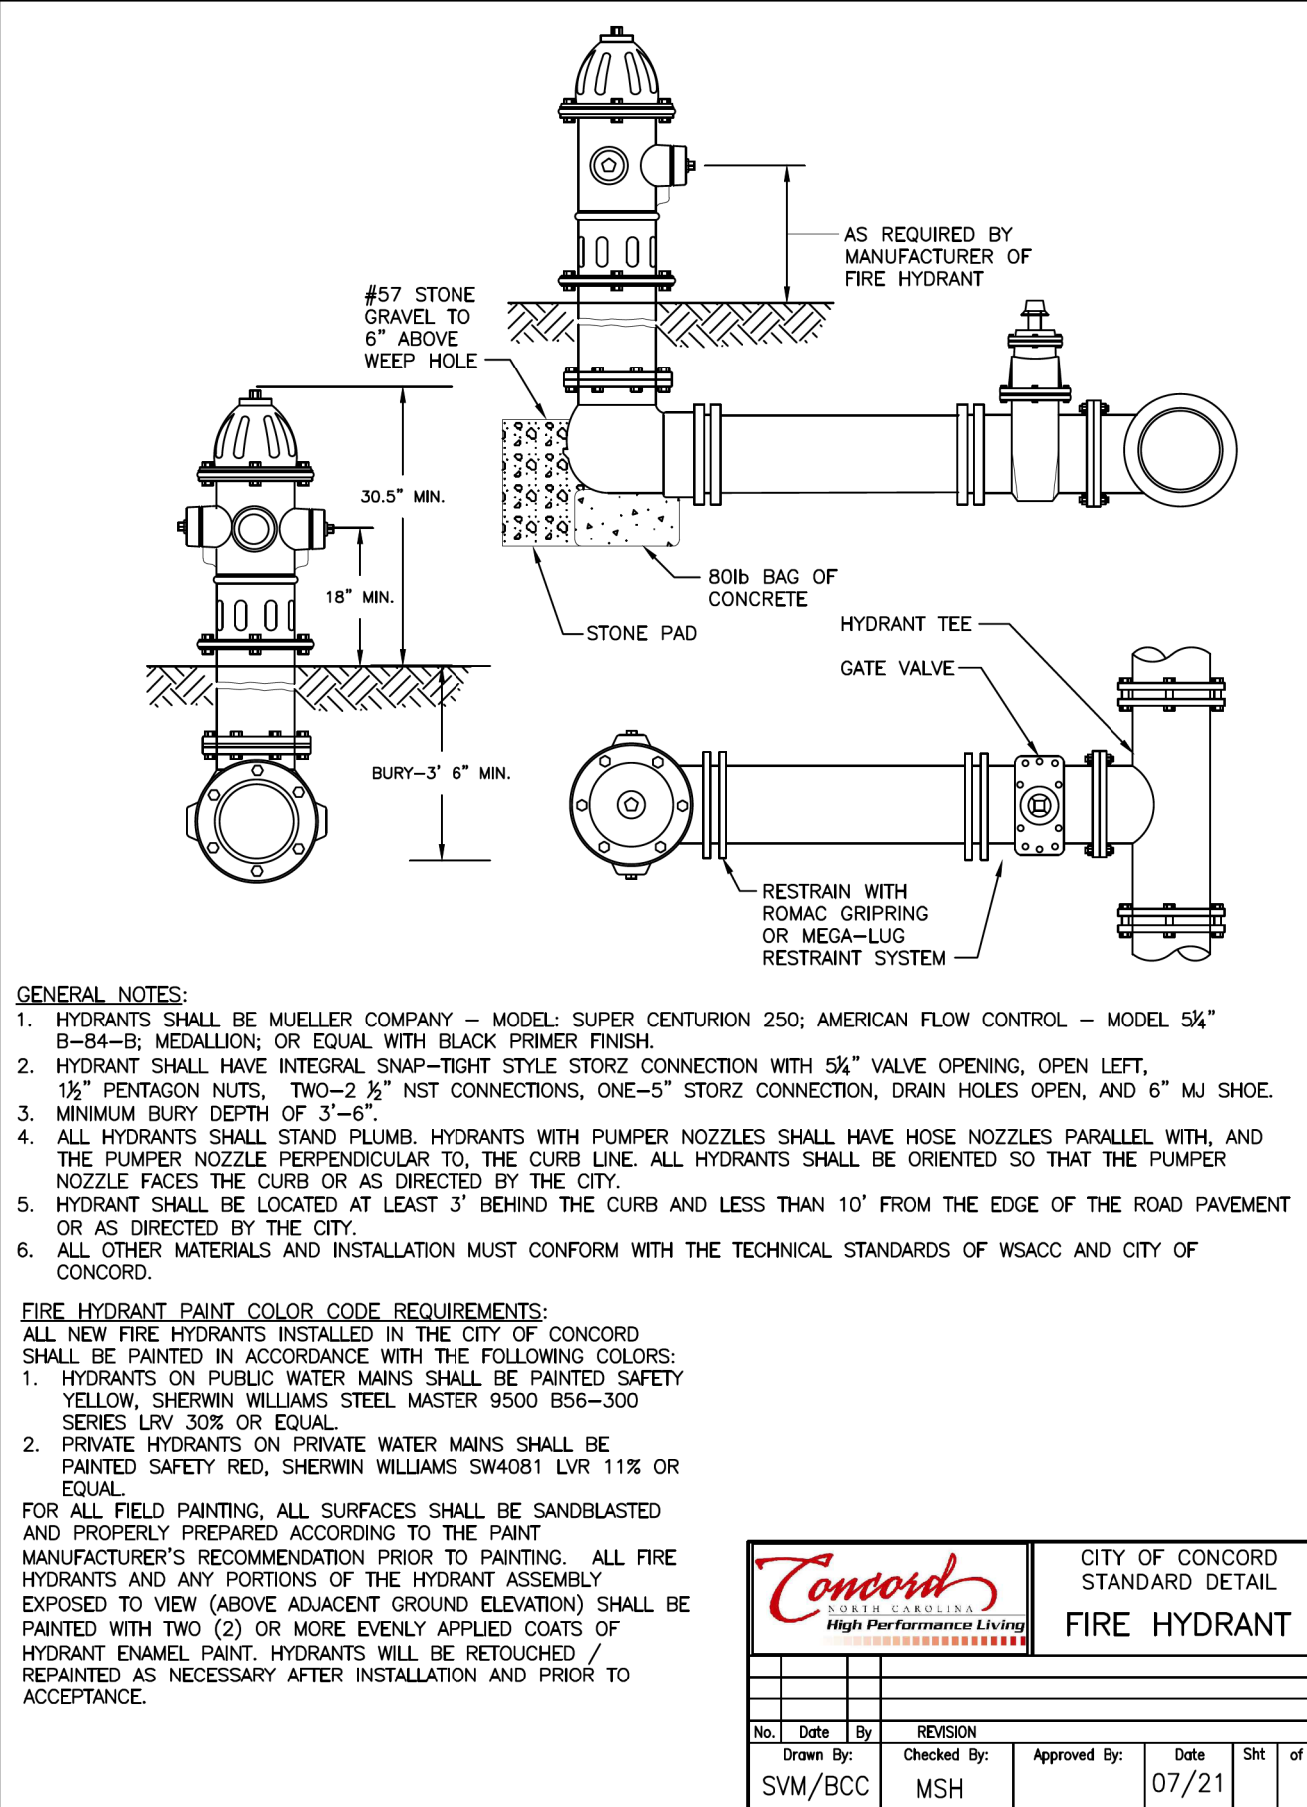 AS REQUIRED BY
MANUFACTURER OF
FIRE HYDRANT
#57 STONE
GRAVEL TO
6" ABOVE
WEEP HOLE
30.5" MIN.
18" MIN.
BURY-3' 6" MIN.
80lb BAG OF
CONCRETE
STONE PAD
HYDRANT TEE
GATE VALVE
RESTRAIN WITH
ROMAC GRIPRING
OR MEGA-LUG
RESTRAINT SYSTEM
GENERAL NOTES:
1. HYDRANTS SHALL BE MUELLER COMPANY – MODEL: SUPER CENTURION 250; AMERICAN FLOW CONTROL – MODEL 5¼"
B-84-B; MEDALLION; OR EQUAL WITH BLACK PRIMER FINISH.
2. HYDRANT SHALL HAVE INTEGRAL SNAP-TIGHT STYLE STORZ CONNECTION WITH 5¼" VALVE OPENING, OPEN LEFT,
1½" PENTAGON NUTS, TWO-2 ½" NST CONNECTIONS, ONE-5" STORZ CONNECTION, DRAIN HOLES OPEN, AND 6" MJ SHOE.
3. MINIMUM BURY DEPTH OF 3'-6".
4. ALL HYDRANTS SHALL STAND PLUMB. HYDRANTS WITH PUMPER NOZZLES SHALL HAVE HOSE NOZZLES PARALLEL WITH, AND
THE PUMPER NOZZLE PERPENDICULAR TO, THE CURB LINE. ALL HYDRANTS SHALL BE ORIENTED SO THAT THE PUMPER
NOZZLE FACES THE CURB OR AS DIRECTED BY THE CITY.
5. HYDRANT SHALL BE LOCATED AT LEAST 3' BEHIND THE CURB AND LESS THAN 10' FROM THE EDGE OF THE ROAD PAVEMENT
OR AS DIRECTED BY THE CITY.
6. ALL OTHER MATERIALS AND INSTALLATION MUST CONFORM WITH THE TECHNICAL STANDARDS OF WSACC AND CITY OF
CONCORD.
FIRE HYDRANT PAINT COLOR CODE REQUIREMENTS:
ALL NEW FIRE HYDRANTS INSTALLED IN THE CITY OF CONCORD
SHALL BE PAINTED IN ACCORDANCE WITH THE FOLLOWING COLORS:
1. HYDRANTS ON PUBLIC WATER MAINS SHALL BE PAINTED SAFETY
YELLOW, SHERWIN WILLIAMS STEEL MASTER 9500 B56-300
SERIES LRV 30% OR EQUAL.
2. PRIVATE HYDRANTS ON PRIVATE WATER MAINS SHALL BE
PAINTED SAFETY RED, SHERWIN WILLIAMS SW4081 LVR 11% OR
EQUAL.
FOR ALL FIELD PAINTING, ALL SURFACES SHALL BE SANDBLASTED
AND PROPERLY PREPARED ACCORDING TO THE PAINT
MANUFACTURER'S RECOMMENDATION PRIOR TO PAINTING. ALL FIRE
HYDRANTS AND ANY PORTIONS OF THE HYDRANT ASSEMBLY
EXPOSED TO VIEW (ABOVE ADJACENT GROUND ELEVATION) SHALL BE
PAINTED WITH TWO (2) OR MORE EVENLY APPLIED COATS OF
HYDRANT ENAMEL PAINT. HYDRANTS WILL BE RETOUCHED /
REPAINTED AS NECESSARY AFTER INSTALLATION AND PRIOR TO
ACCEPTANCE.
Concord
NORTH CAROLINA
High Performance Living
CITY OF CONCORD
STANDARD DETAIL
FIRE HYDRANT
No. Date By REVISION
Drawn By: Checked By: Approved By: Date Sht of
SVM/BCC MSH 07/21